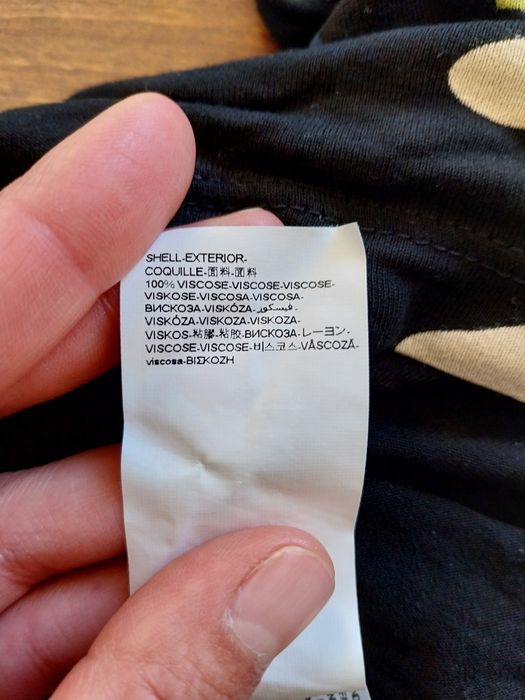 SHELL-EXTERIOR-
COQUILLE-面料-面料
100% VISCOSE-VISCOSE-VISCOSE-
VISKOSE-VISCOSA-VISCOSA-
ВИСКОЗА-VISKÓZA-فيسكوز-
VISKÓZA-VISKOZA-VISKOZA-
VISKOS-粘膠-粘胶-ВИСКОЗА-レーヨン-
VISCOSE-VISCOSE-비스코스-VÂSCOZĂ-
viscosa-ΒΙΣΚΟΖΗ